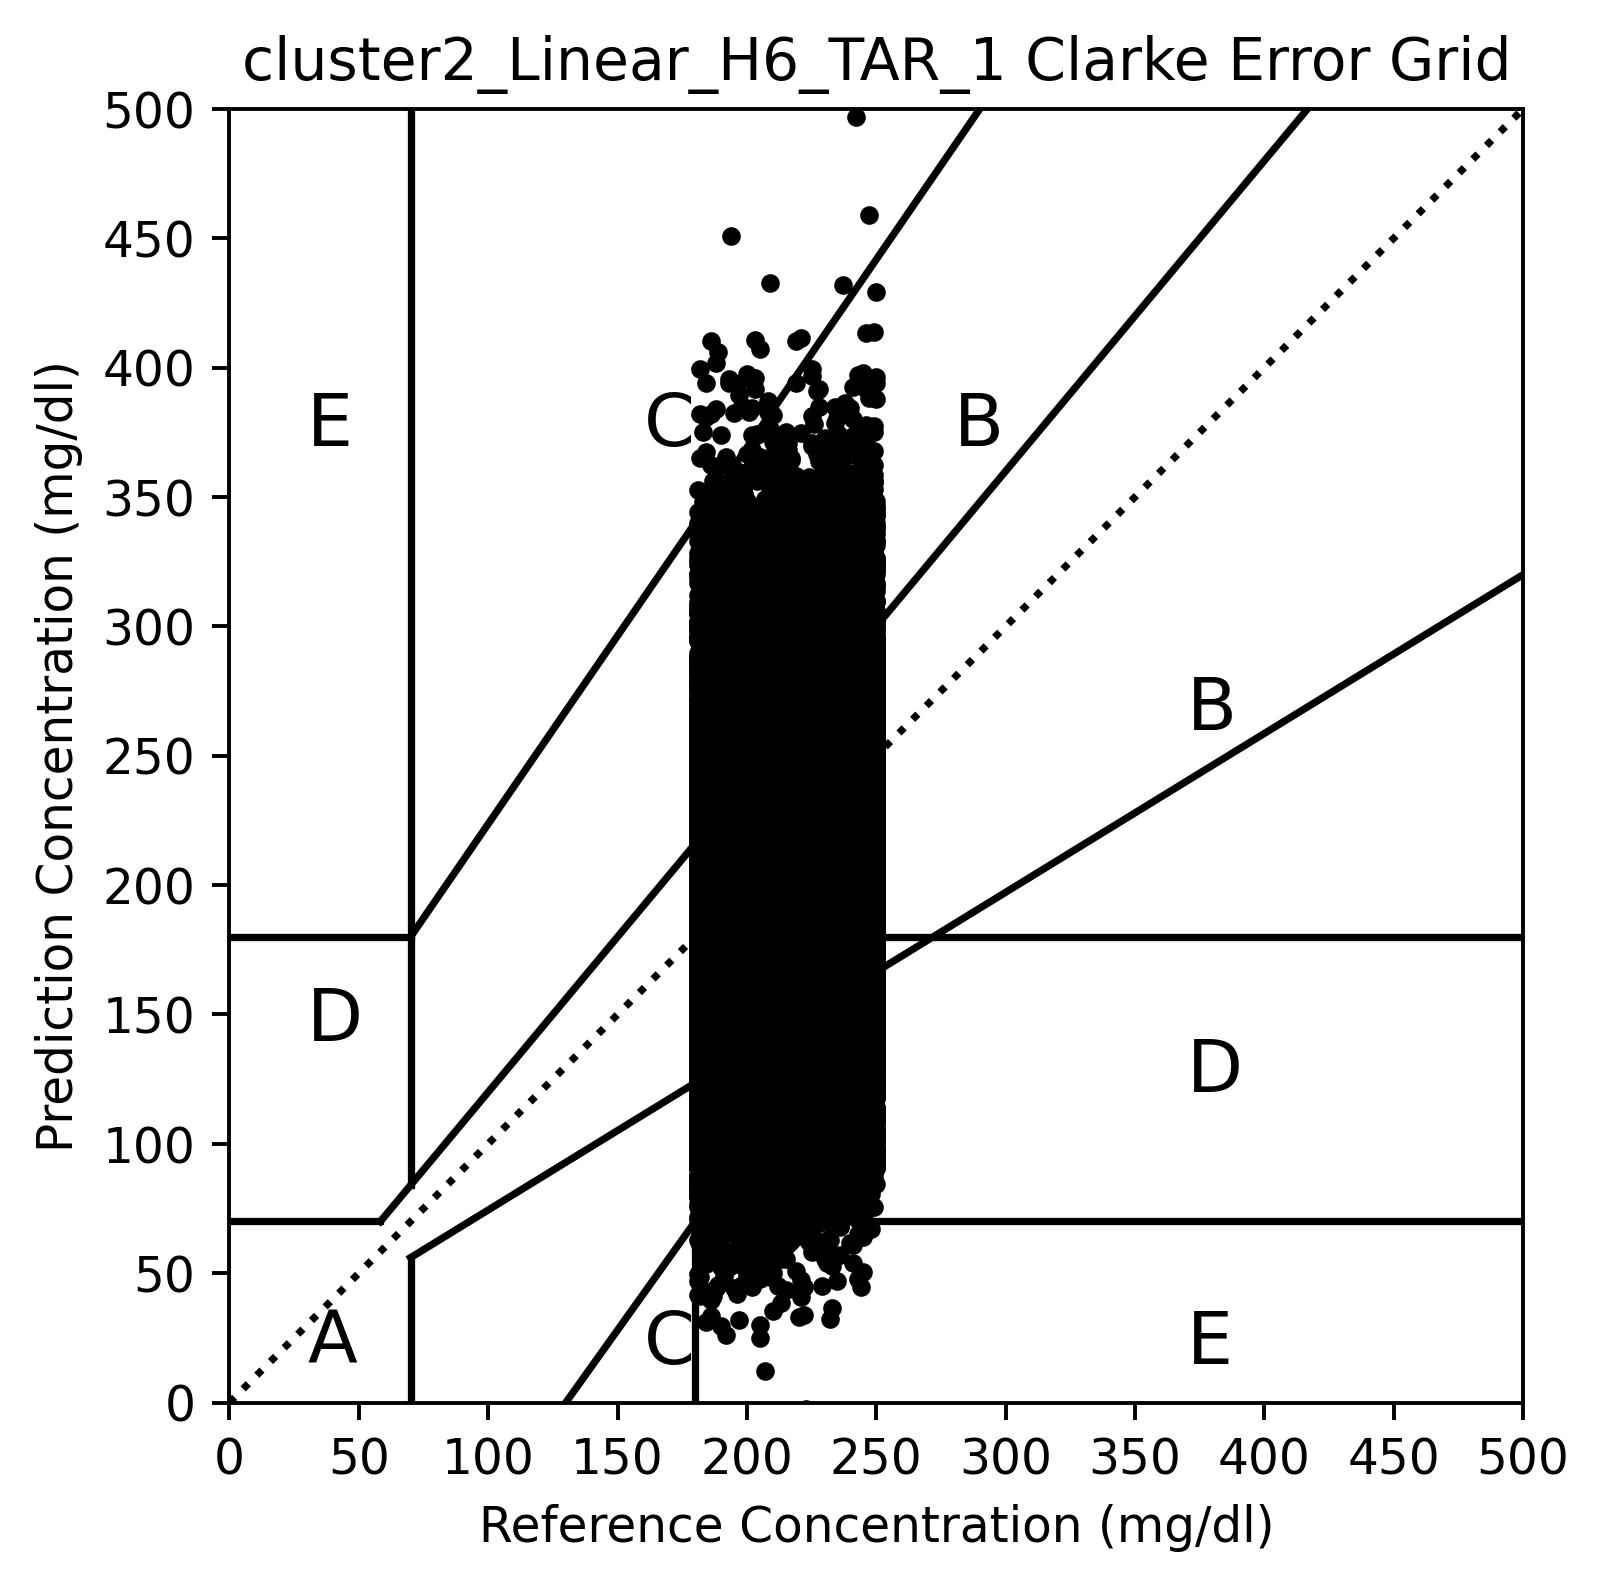 cluster2_Linear_H6_TAR_1 Clarke Error Grid
500
450
400
350
300
250
200
150
100
50
0
Prediction Concentration (mg/dl)
E
C
B
B
D
D
A
C
E
0
50
100
150
200
250
300
350
400
450
500
Reference Concentration (mg/dl)